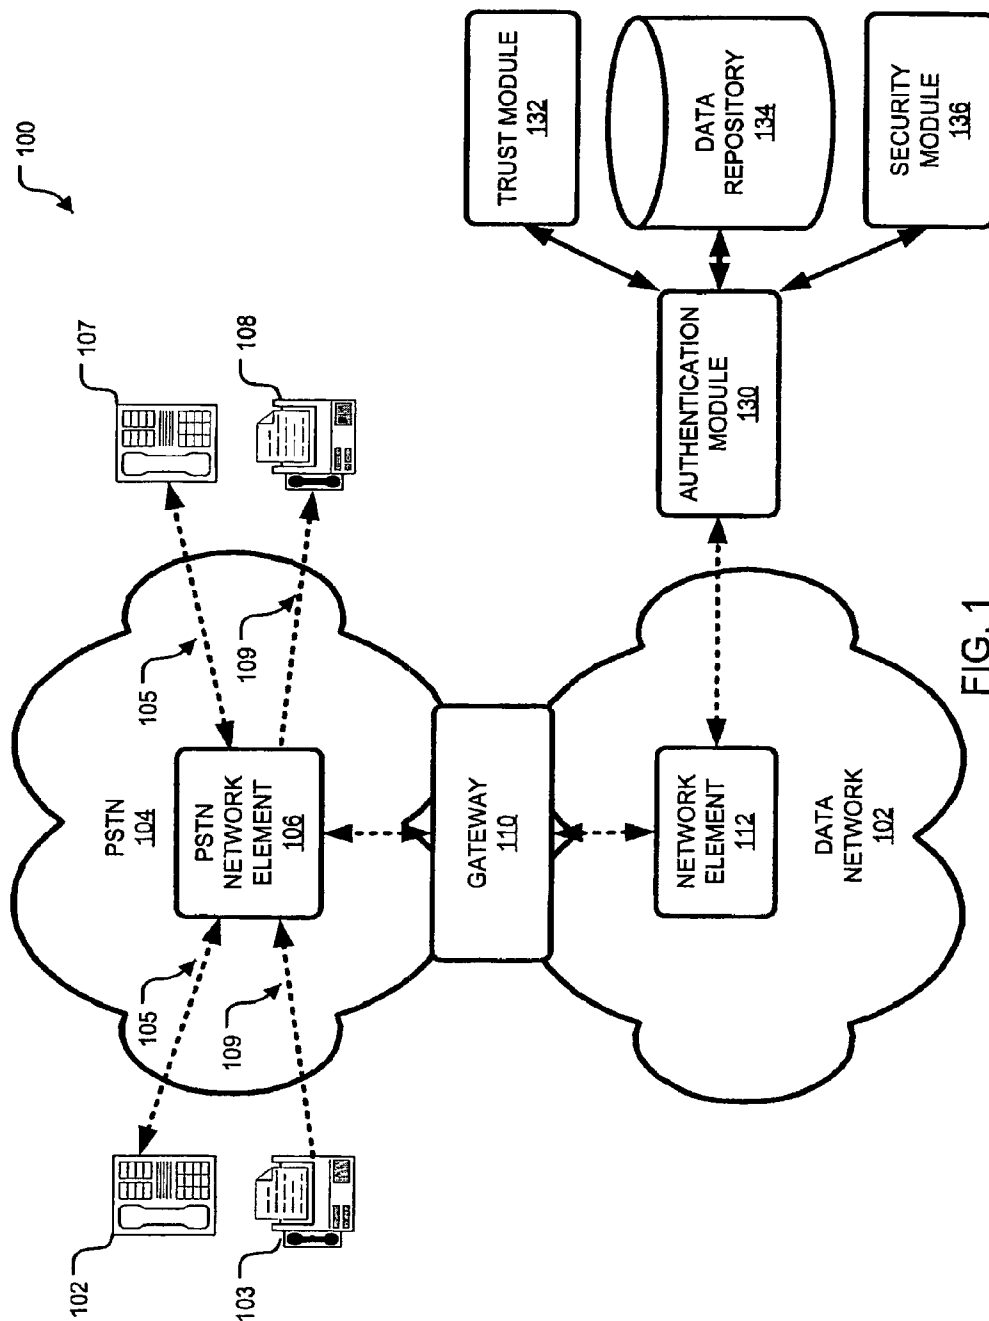 100
102
103
105
109
PSTN
104
PSTN
NETWORK
ELEMENT
106
105
109
107
108
GATEWAY
110
NETWORK
ELEMENT
112
DATA
NETWORK
102
AUTHENTICATION
MODULE
130
TRUST MODULE
132
DATA
REPOSITORY
134
SECURITY
MODULE
136
FIG. 1